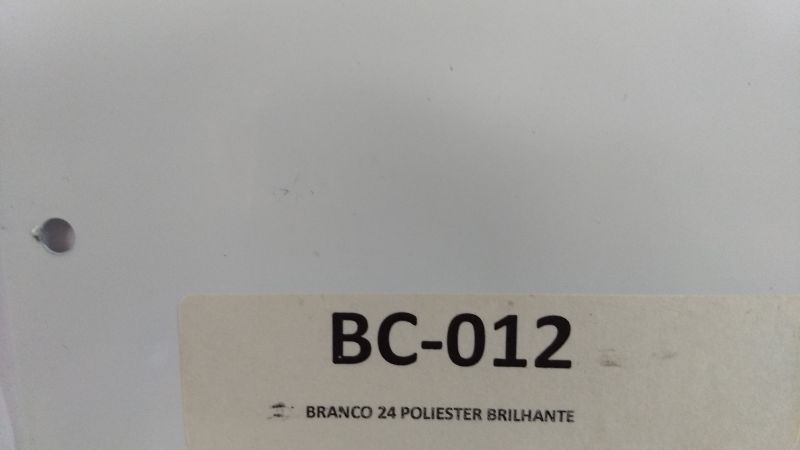 BC-012
BRANCO 24 POLIESTER BRILHANTE